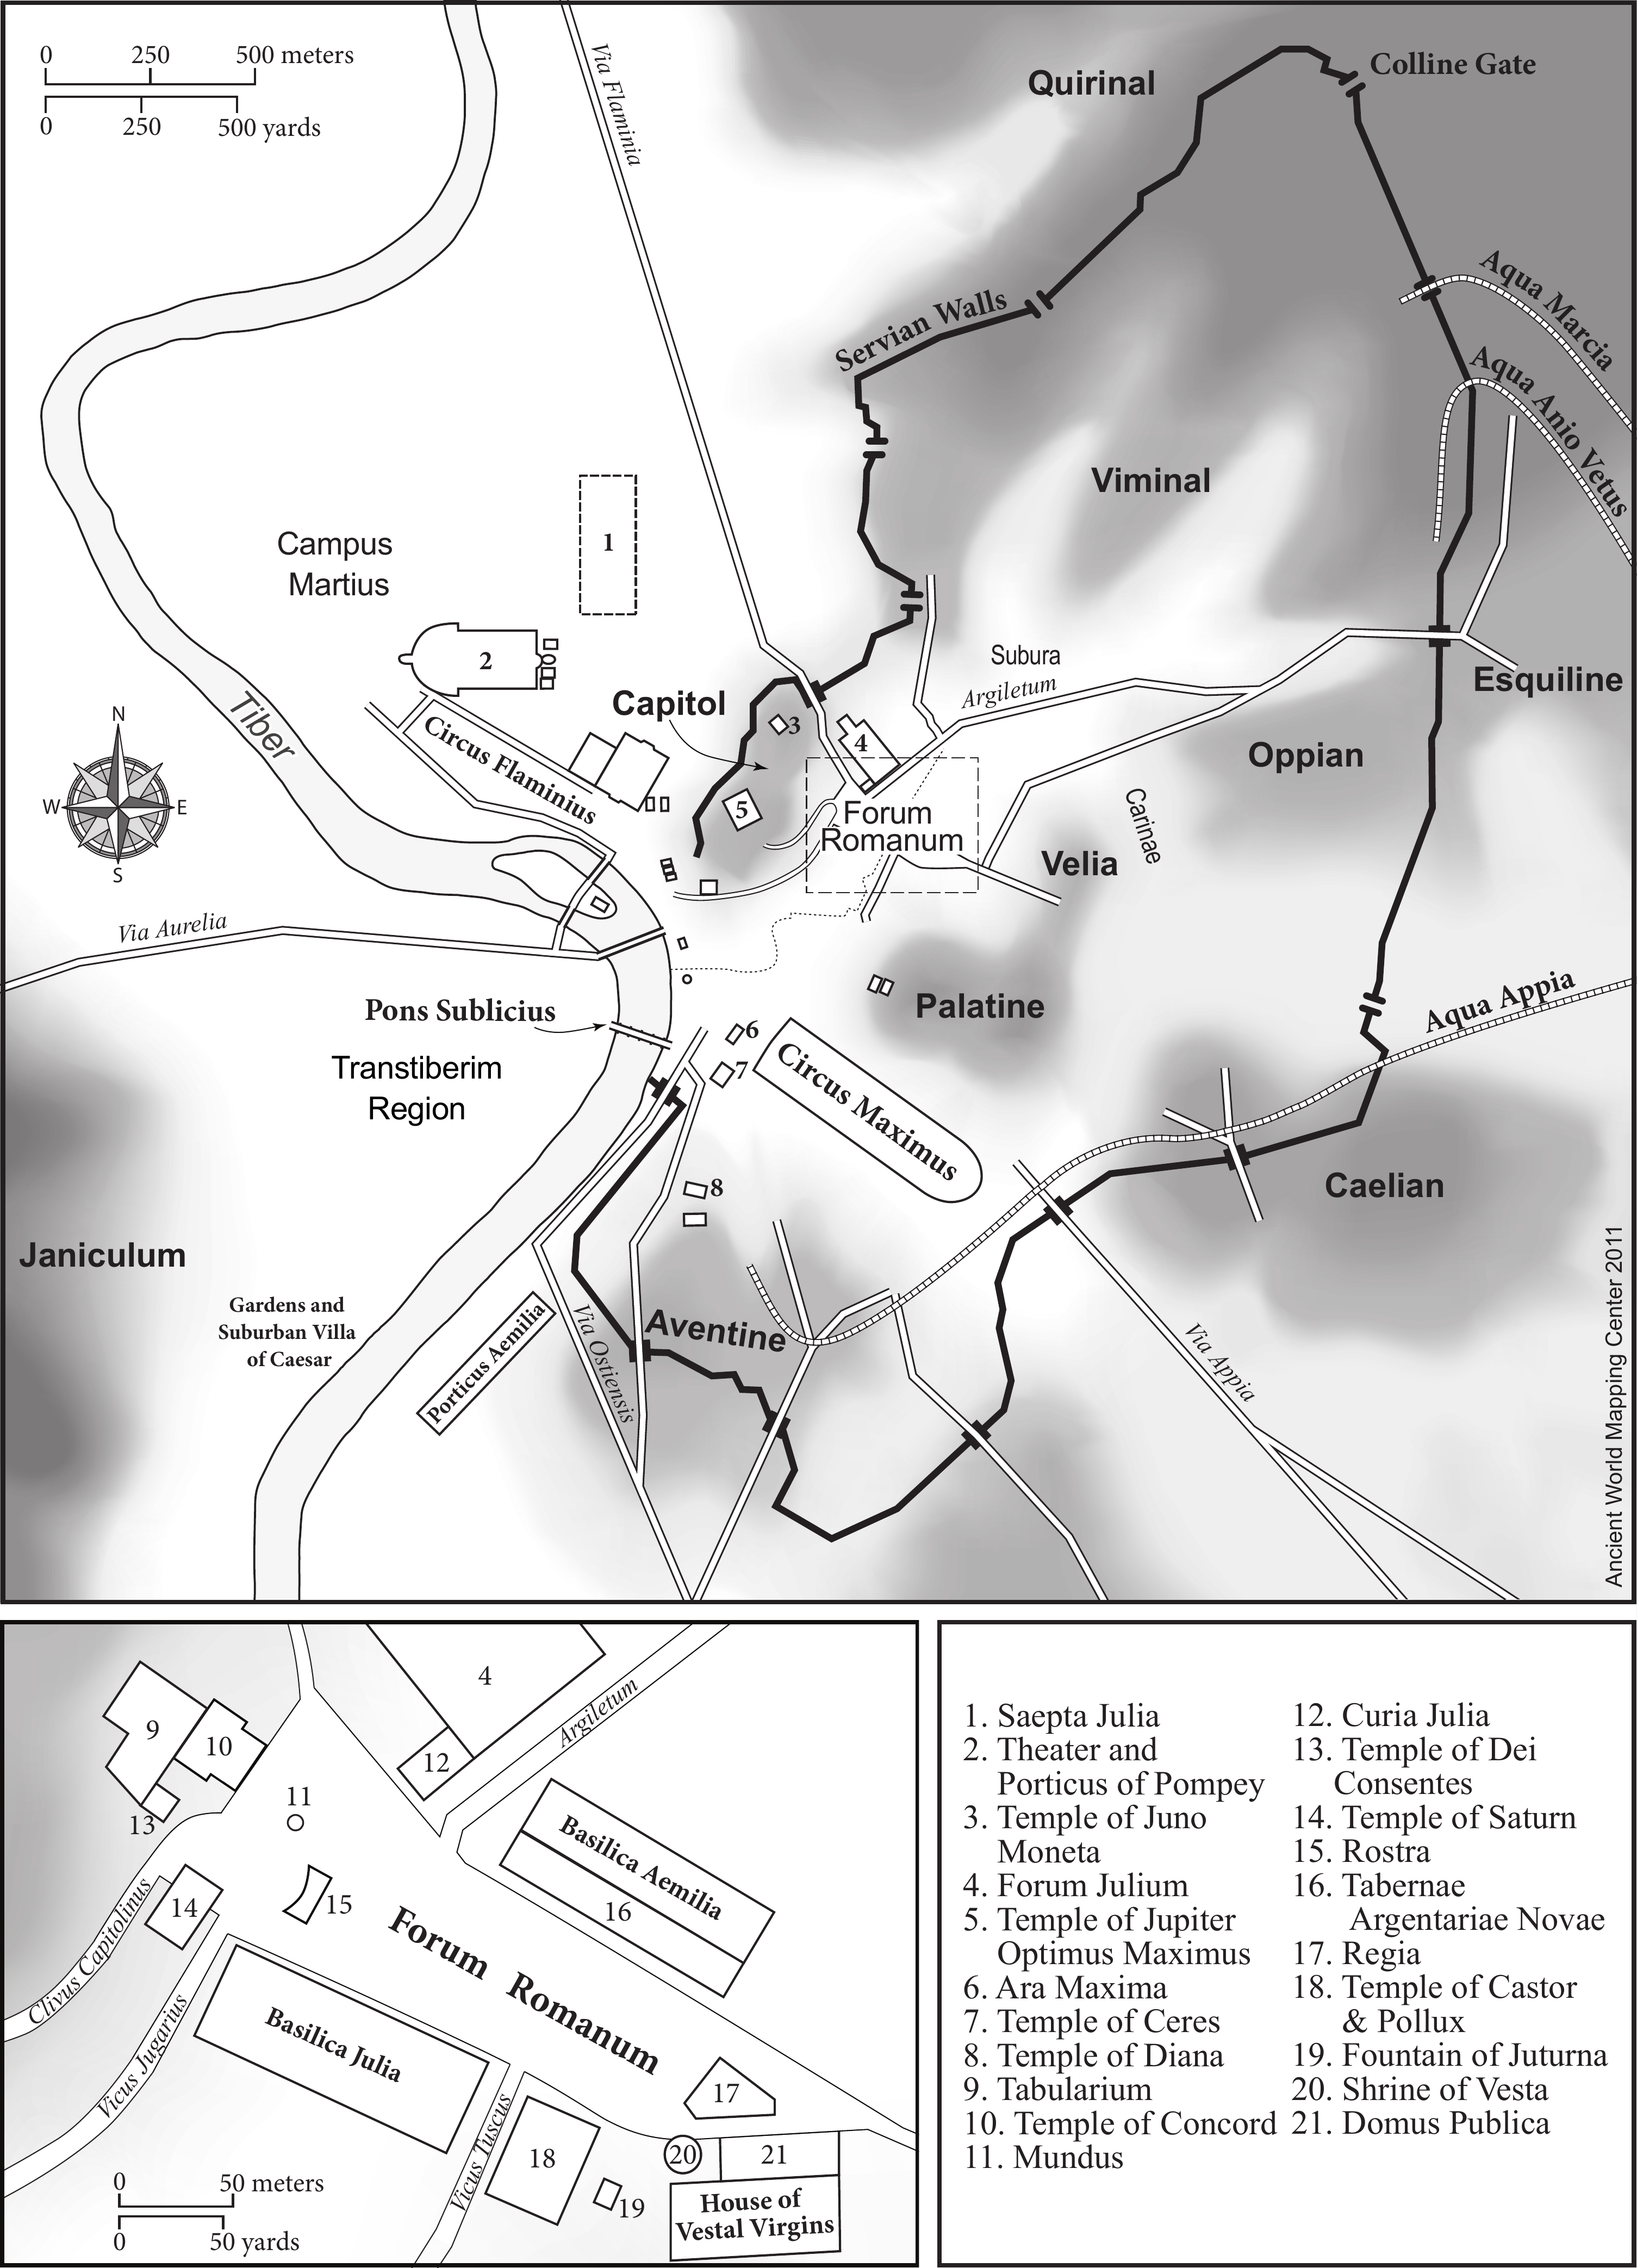 0 250 500 meters
0 250 500 yards
Via Flaminia
Quirinal
Colline Gate
Servian Walls
Aqua Marcia
Aqua Anio Vetus
Viminal
Campus
Martius
1
2
Subura
Argiletum
Esquiline
Capitol
3
4
5
Circus Flaminius
Tiber
N
W E
S
Oppian
Forum
Romanum
Carinae
Velia
Via Aurelia
Palatine
Pons Sublicius
Aqua Appia
6
7
Circus Maximus
Transtiberim
Region
8
Caelian
Janiculum
Gardens and
Suburban Villa
of Caesar
Porticus Aemilia
Via Ostiensis
Aventine
Via Appia
Ancient World Mapping Center 2011
4
9
10
12
Argiletum
11
13
Basilica Aemilia
16
14
15
Clivus Capitolinus
Forum Romanum
Vicus Jugarius
Basilica Julia
17
Vicus Tuscus
18
19
20
21
House of
Vestal Virgins
0 50 meters
0 50 yards
1. Saepta Julia
2. Theater and
Porticus of Pompey
3. Temple of Juno
Moneta
4. Forum Julium
5. Temple of Jupiter
Optimus Maximus
6. Ara Maxima
7. Temple of Ceres
8. Temple of Diana
9. Tabularium
10. Temple of Concord
11. Mundus
12. Curia Julia
13. Temple of Dei
Consentes
14. Temple of Saturn
15. Rostra
16. Tabernae
Argentariae Novae
17. Regia
18. Temple of Castor
& Pollux
19. Fountain of Juturna
20. Shrine of Vesta
21. Domus Publica